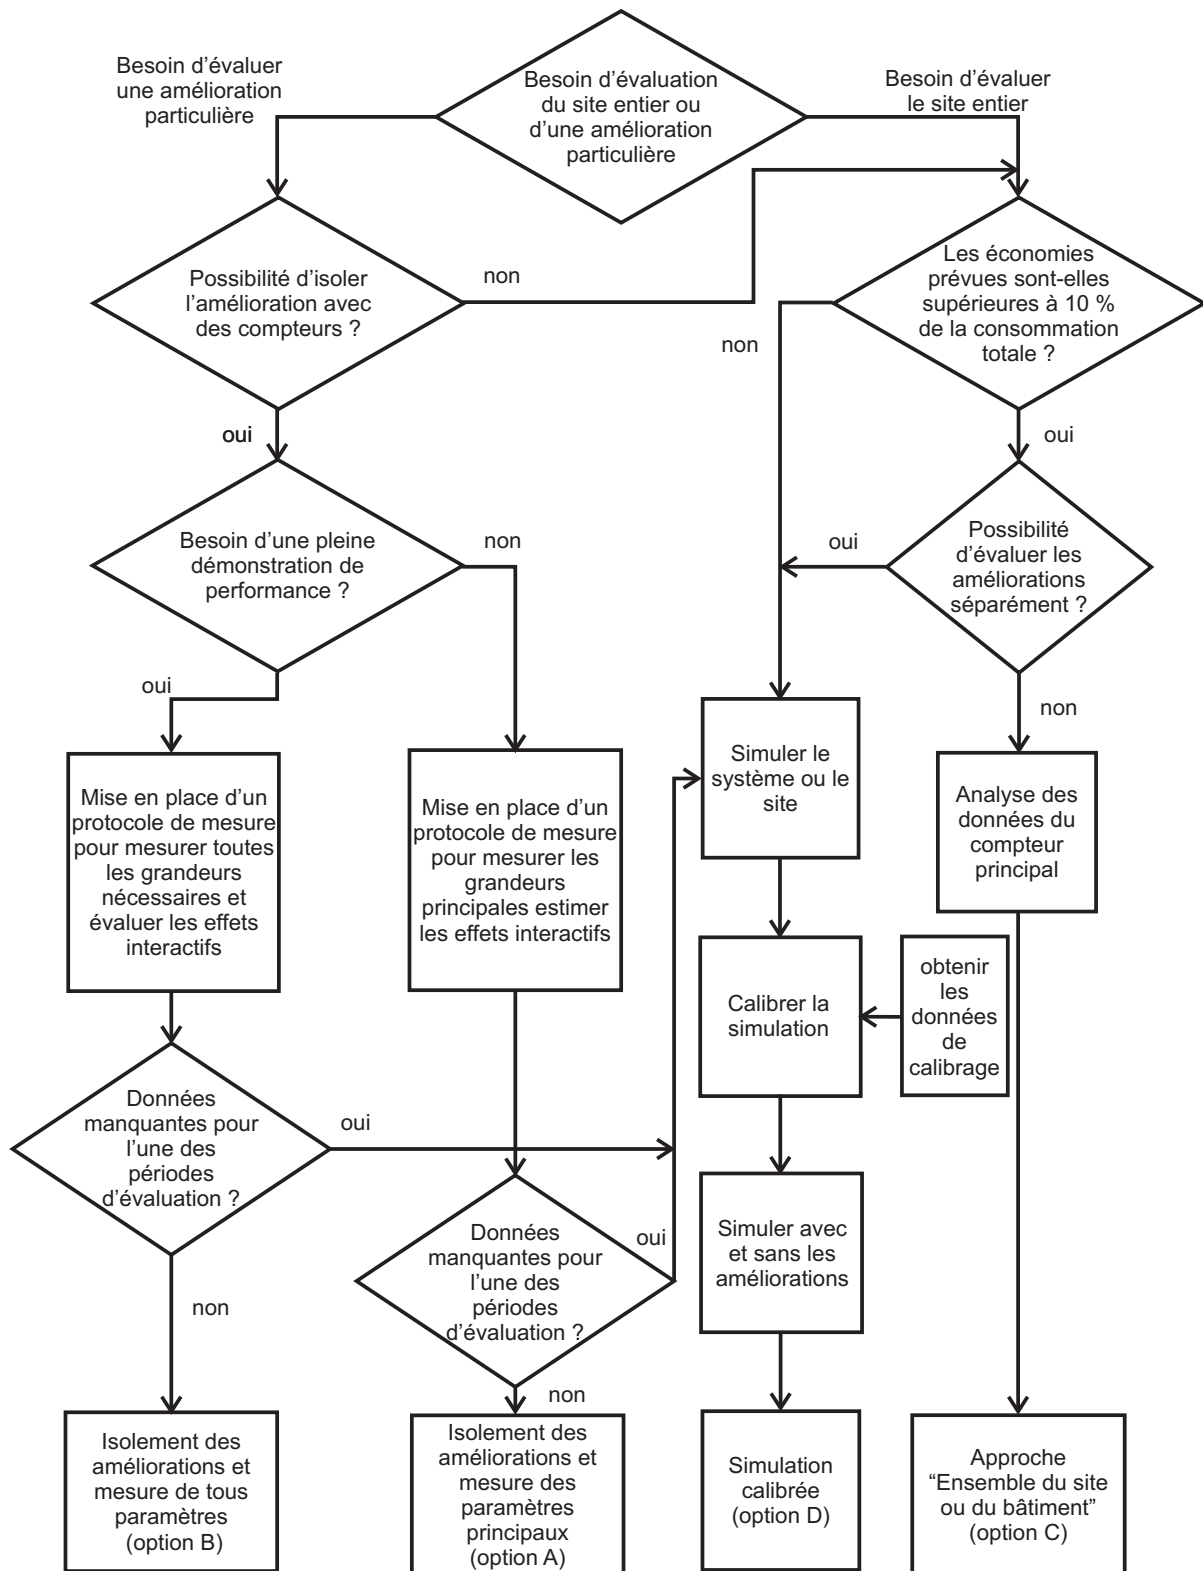 Besoin d'évaluer
une amélioration
particulière
Besoin d'évaluation
du site entier ou
d'une amélioration
particulière
Besoin d'évaluer
le site entier
Possibilité d'isoler
l'amélioration avec
des compteurs ?
non
Les économies
prévues sont-elles
supérieures à 10 %
de la consommation
totale ?
non
oui
oui
Besoin d'une pleine
démonstration de
performance ?
non
oui
Possibilité
d'évaluer les
améliorations
séparément ?
oui
non
Mise en place d'un
protocole de mesure
pour mesurer toutes
les grandeurs
nécessaires et
évaluer les effets
interactifs
Mise en place d'un
protocole de mesure
pour mesurer les
grandeurs
principales estimer
les effets interactifs
Simuler le
système ou le
site
Analyse des
données du
compteur
principal
Calibrer la
simulation
obtenir
les
données
de
calibrage
Données
manquantes pour
l'une des
périodes
d'évaluation ?
oui
Données
manquantes pour
l'une des
périodes
d'évaluation ?
oui
Simuler avec
et sans les
améliorations
non
non
Isolement des
améliorations et
mesure de tous
paramètres
(option B)
Isolement des
améliorations et
mesure des
paramètres
principaux
(option A)
Simulation
calibrée
(option D)
Approche
“Ensemble du site
ou du bâtiment”
(option C)